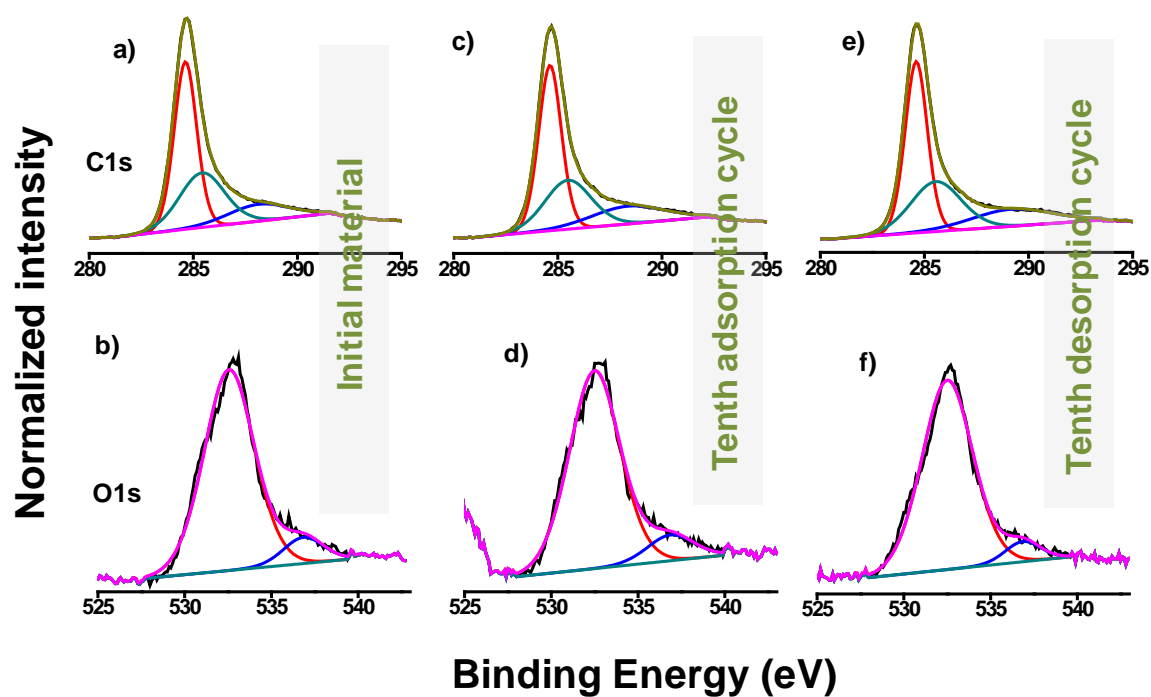 a)
c)
e)
C1s
280 285 290 295
280 285 290 295
280 285 290 295
Initial material
Tenth adsorption cycle
Tenth desorption cycle
Normalized intensity
b)
d)
f)
O1s
525 530 535 540
525 530 535 540
525 530 535 540
Binding Energy (eV)